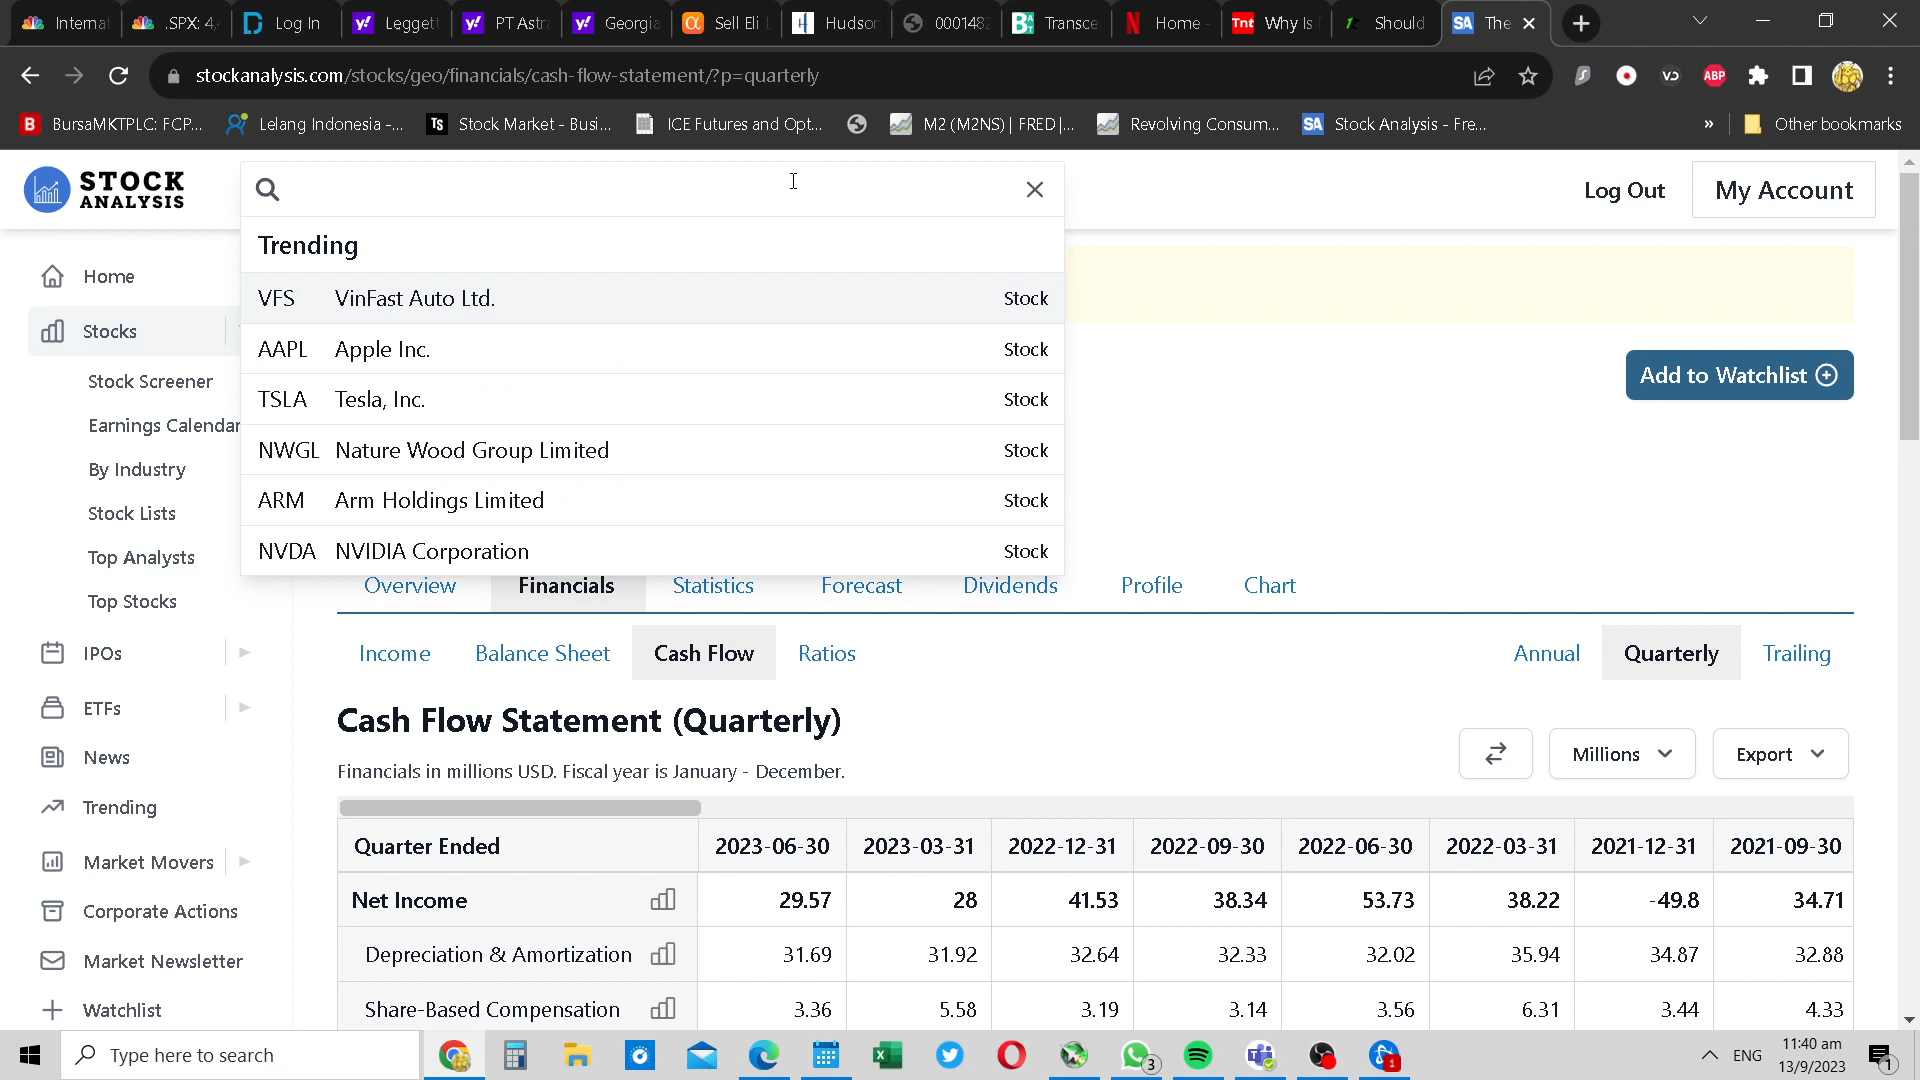 Interna
.SPX: 4,
Log In
Leggett
PT Astra
Georgia
Sell Eli L
Hudson
0001482
Transce
Home -
Why Is
Should
The
stockanalysis.com/stocks/geo/financials/cash-flow-statement/?p=quarterly
BursaMKTPLC: FCP...
Lelang Indonesia -...
Stock Market - Busi...
ICE Futures and Opt...
M2 (M2NS) | FRED |...
Revolving Consum...
Stock Analysis - Fre...
»
Other bookmarks
STOCK
ANALYSIS
Log Out
My Account
Trending
VFS VinFast Auto Ltd. Stock
AAPL Apple Inc. Stock
TSLA Tesla, Inc. Stock
NWGL Nature Wood Group Limited Stock
ARM Arm Holdings Limited Stock
NVDA NVIDIA Corporation Stock
Home
Stocks
Stock Screener
Earnings Calendar
By Industry
Stock Lists
Top Analysts
Top Stocks
IPOs
ETFs
News
Trending
Market Movers
Corporate Actions
Market Newsletter
Watchlist
Add to Watchlist
Overview Financials Statistics Forecast Dividends Profile Chart
Income Balance Sheet Cash Flow Ratios Annual Quarterly Trailing
Cash Flow Statement (Quarterly)
Financials in millions USD. Fiscal year is January - December.
Millions
Export
Quarter Ended 2023-06-30 2023-03-31 2022-12-31 2022-09-30 2022-06-30 2022-03-31 2021-12-31 2021-09-30
Net Income 29.57 28 41.53 38.34 53.73 38.22 -49.8 34.71
Depreciation & Amortization 31.69 31.92 32.64 32.33 32.02 35.94 34.87 32.88
Share-Based Compensation 3.36 5.58 3.19 3.14 3.56 6.31 3.44 4.33
Type here to search
3
1
ENG
11:40 am
13/9/2023
1